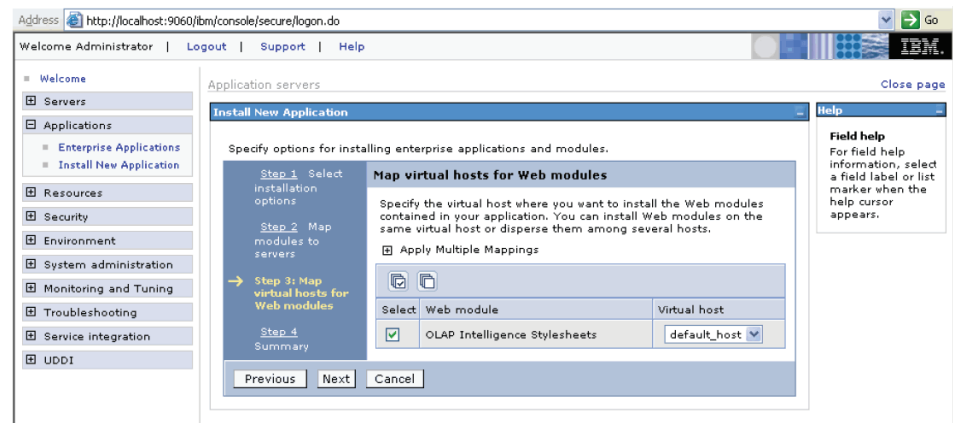 Address http://localhost:9060/ibm/console/secure/logon.do Go
Welcome Administrator | Logout | Support | Help IBM.
Welcome
Servers
Applications
Enterprise Applications
Install New Application
Resources
Security
Environment
System administration
Monitoring and Tuning
Troubleshooting
Service integration
UDDI
Application servers Close page
Install New Application
Specify options for installing enterprise applications and modules.
Step 1 Select
installation
options
Step 2 Map
modules to
servers
Step 3: Map
virtual hosts for
Web modules
Step 4
Summary
Map virtual hosts for Web modules
Specify the virtual host where you want to install the Web modules
contained in your application. You can install Web modules on the
same virtual host or disperse them among several hosts.
Apply Multiple Mappings
Select Web module Virtual host
OLAP Intelligence Stylesheets default_host
Previous Next Cancel
Help
Field help
For field help
information, select
a field label or list
marker when the
help cursor
appears.